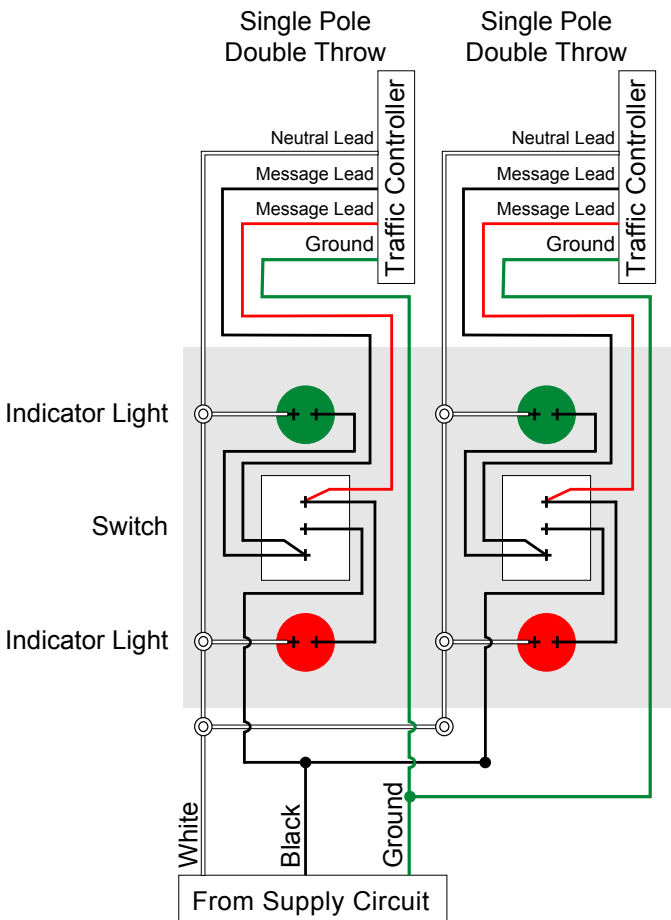 Single Pole
Double Throw
Single Pole
Double Throw
Traffic Controller
Neutral Lead
Message Lead
Message Lead
Ground
Traffic Controller
Neutral Lead
Message Lead
Message Lead
Ground
Indicator Light
Switch
Indicator Light
White
Black
Ground
From Supply Circuit